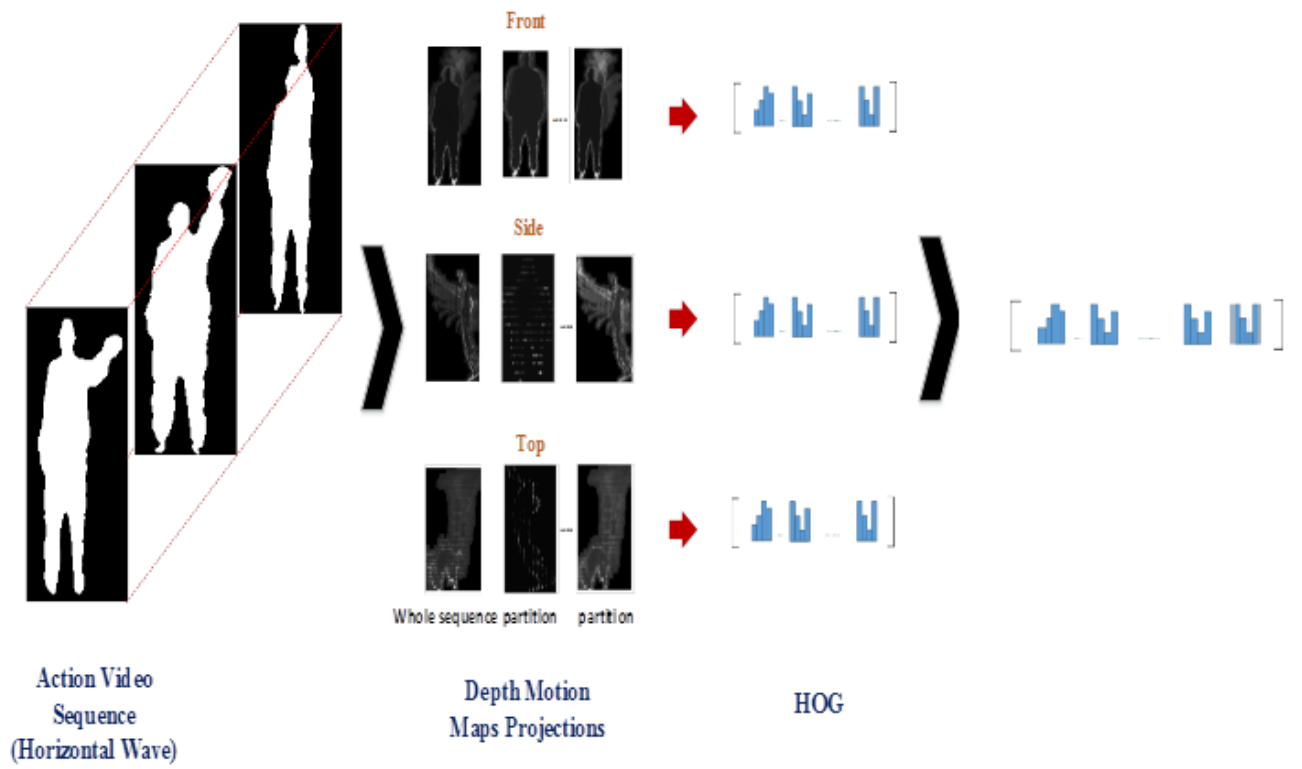 Front
Side
Top
Whole sequence partition partition
Action Video
Sequence
(Horizontal Wave)
Depth Motion
Maps Projections
HOG